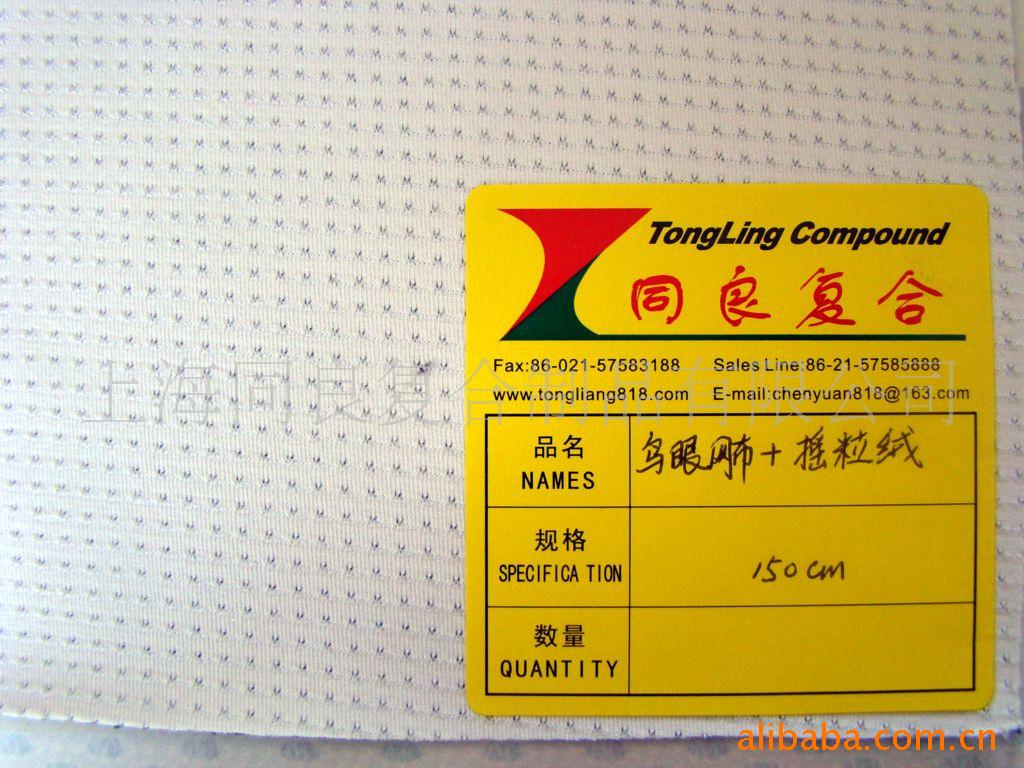 TongLing Compound
同良复合
Fax:86-021-57583188 Sales Line:86-21-57585888
上海同良复合制品有限公司
www.tongliang818.com E-mail:chenyuan818@163.com
品名 鸟眼网布+摇粒绒
NAMES
规格
SPECIFICA TION 150cm
数量
QUANTITY
alibaba.com.cn